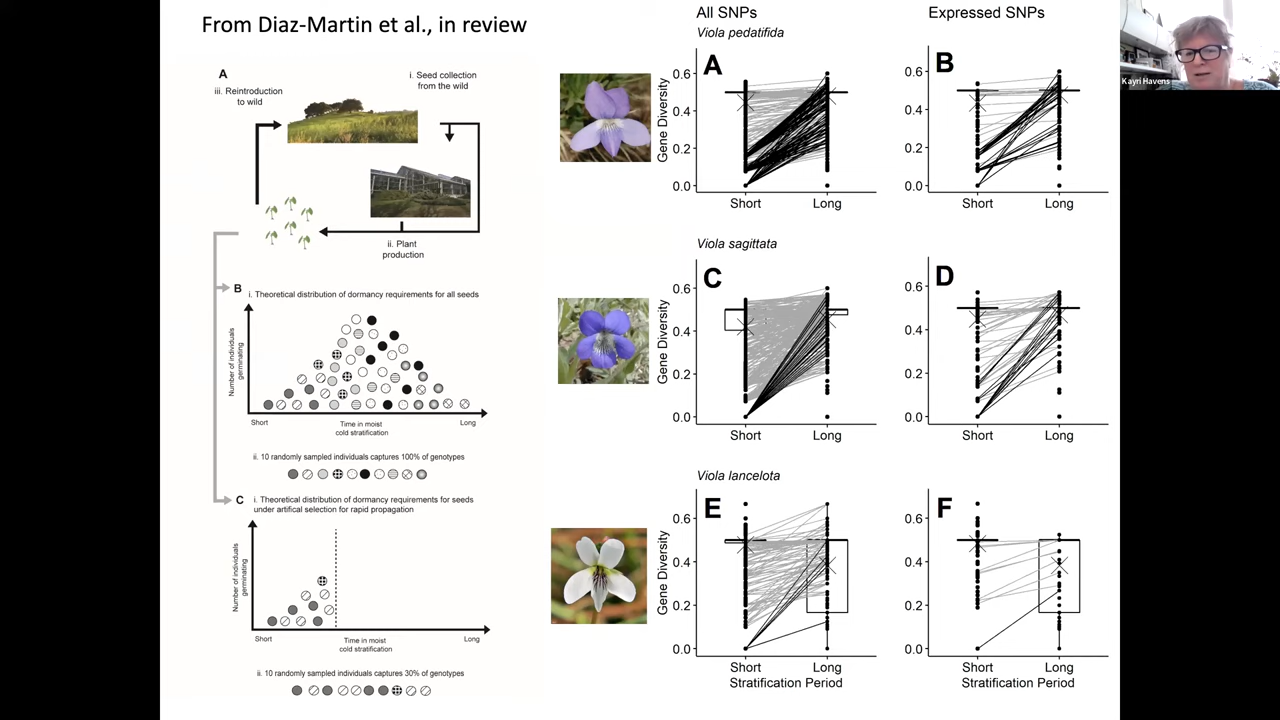 From Diaz-Martin et al., in review
A
i. Seed collection
from the wild
iii. Reintroduction
to wild
ii. Plant
production
B
i. Theoretical distribution of dormancy requirements for all seeds
Number of individuals
germinating
Short
Time in moist
cold stratification
Long
ii. 10 randomly sampled individuals captures 100% of genotypes
C
i. Theoretical distribution of dormancy requirements for seeds
under artifical selection for rapid propagation
Number of individuals
germinating
Short
Time in moist
cold stratification
Long
ii. 10 randomly sampled individuals captures 30% of genotypes
All SNPs
Expressed SNPs
Viola pedatifida
A
Gene Diversity
0.6
0.4
0.2
0.0
Short
Long
B
0.6
0.4
0.2
0.0
Short
Long
Viola sagittata
C
Gene Diversity
0.6
0.4
0.2
0.0
Short
Long
D
0.6
0.4
0.2
0.0
Short
Long
Viola lancelota
E
Gene Diversity
0.6
0.4
0.2
0.0
Short
Long
Stratification Period
F
0.6
0.4
0.2
0.0
Short
Long
Stratification Period
Kayri Havens